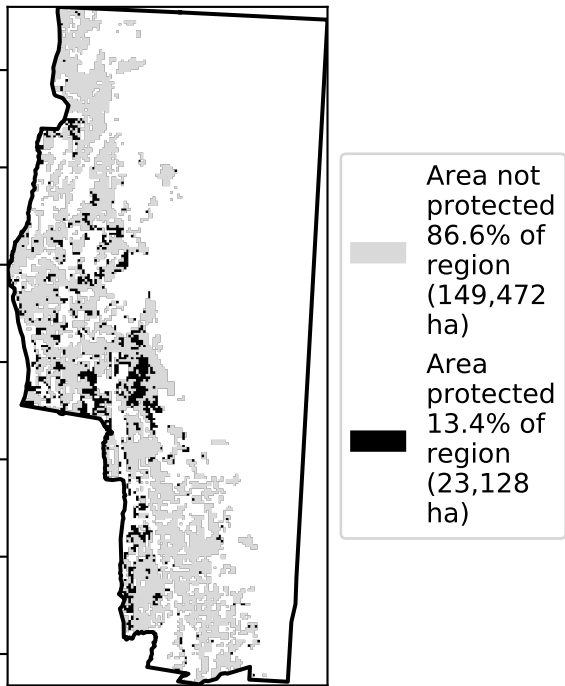 Area not
protected
86.6% of
region
(149,472
ha)
Area
protected
13.4% of
region
(23,128
ha)